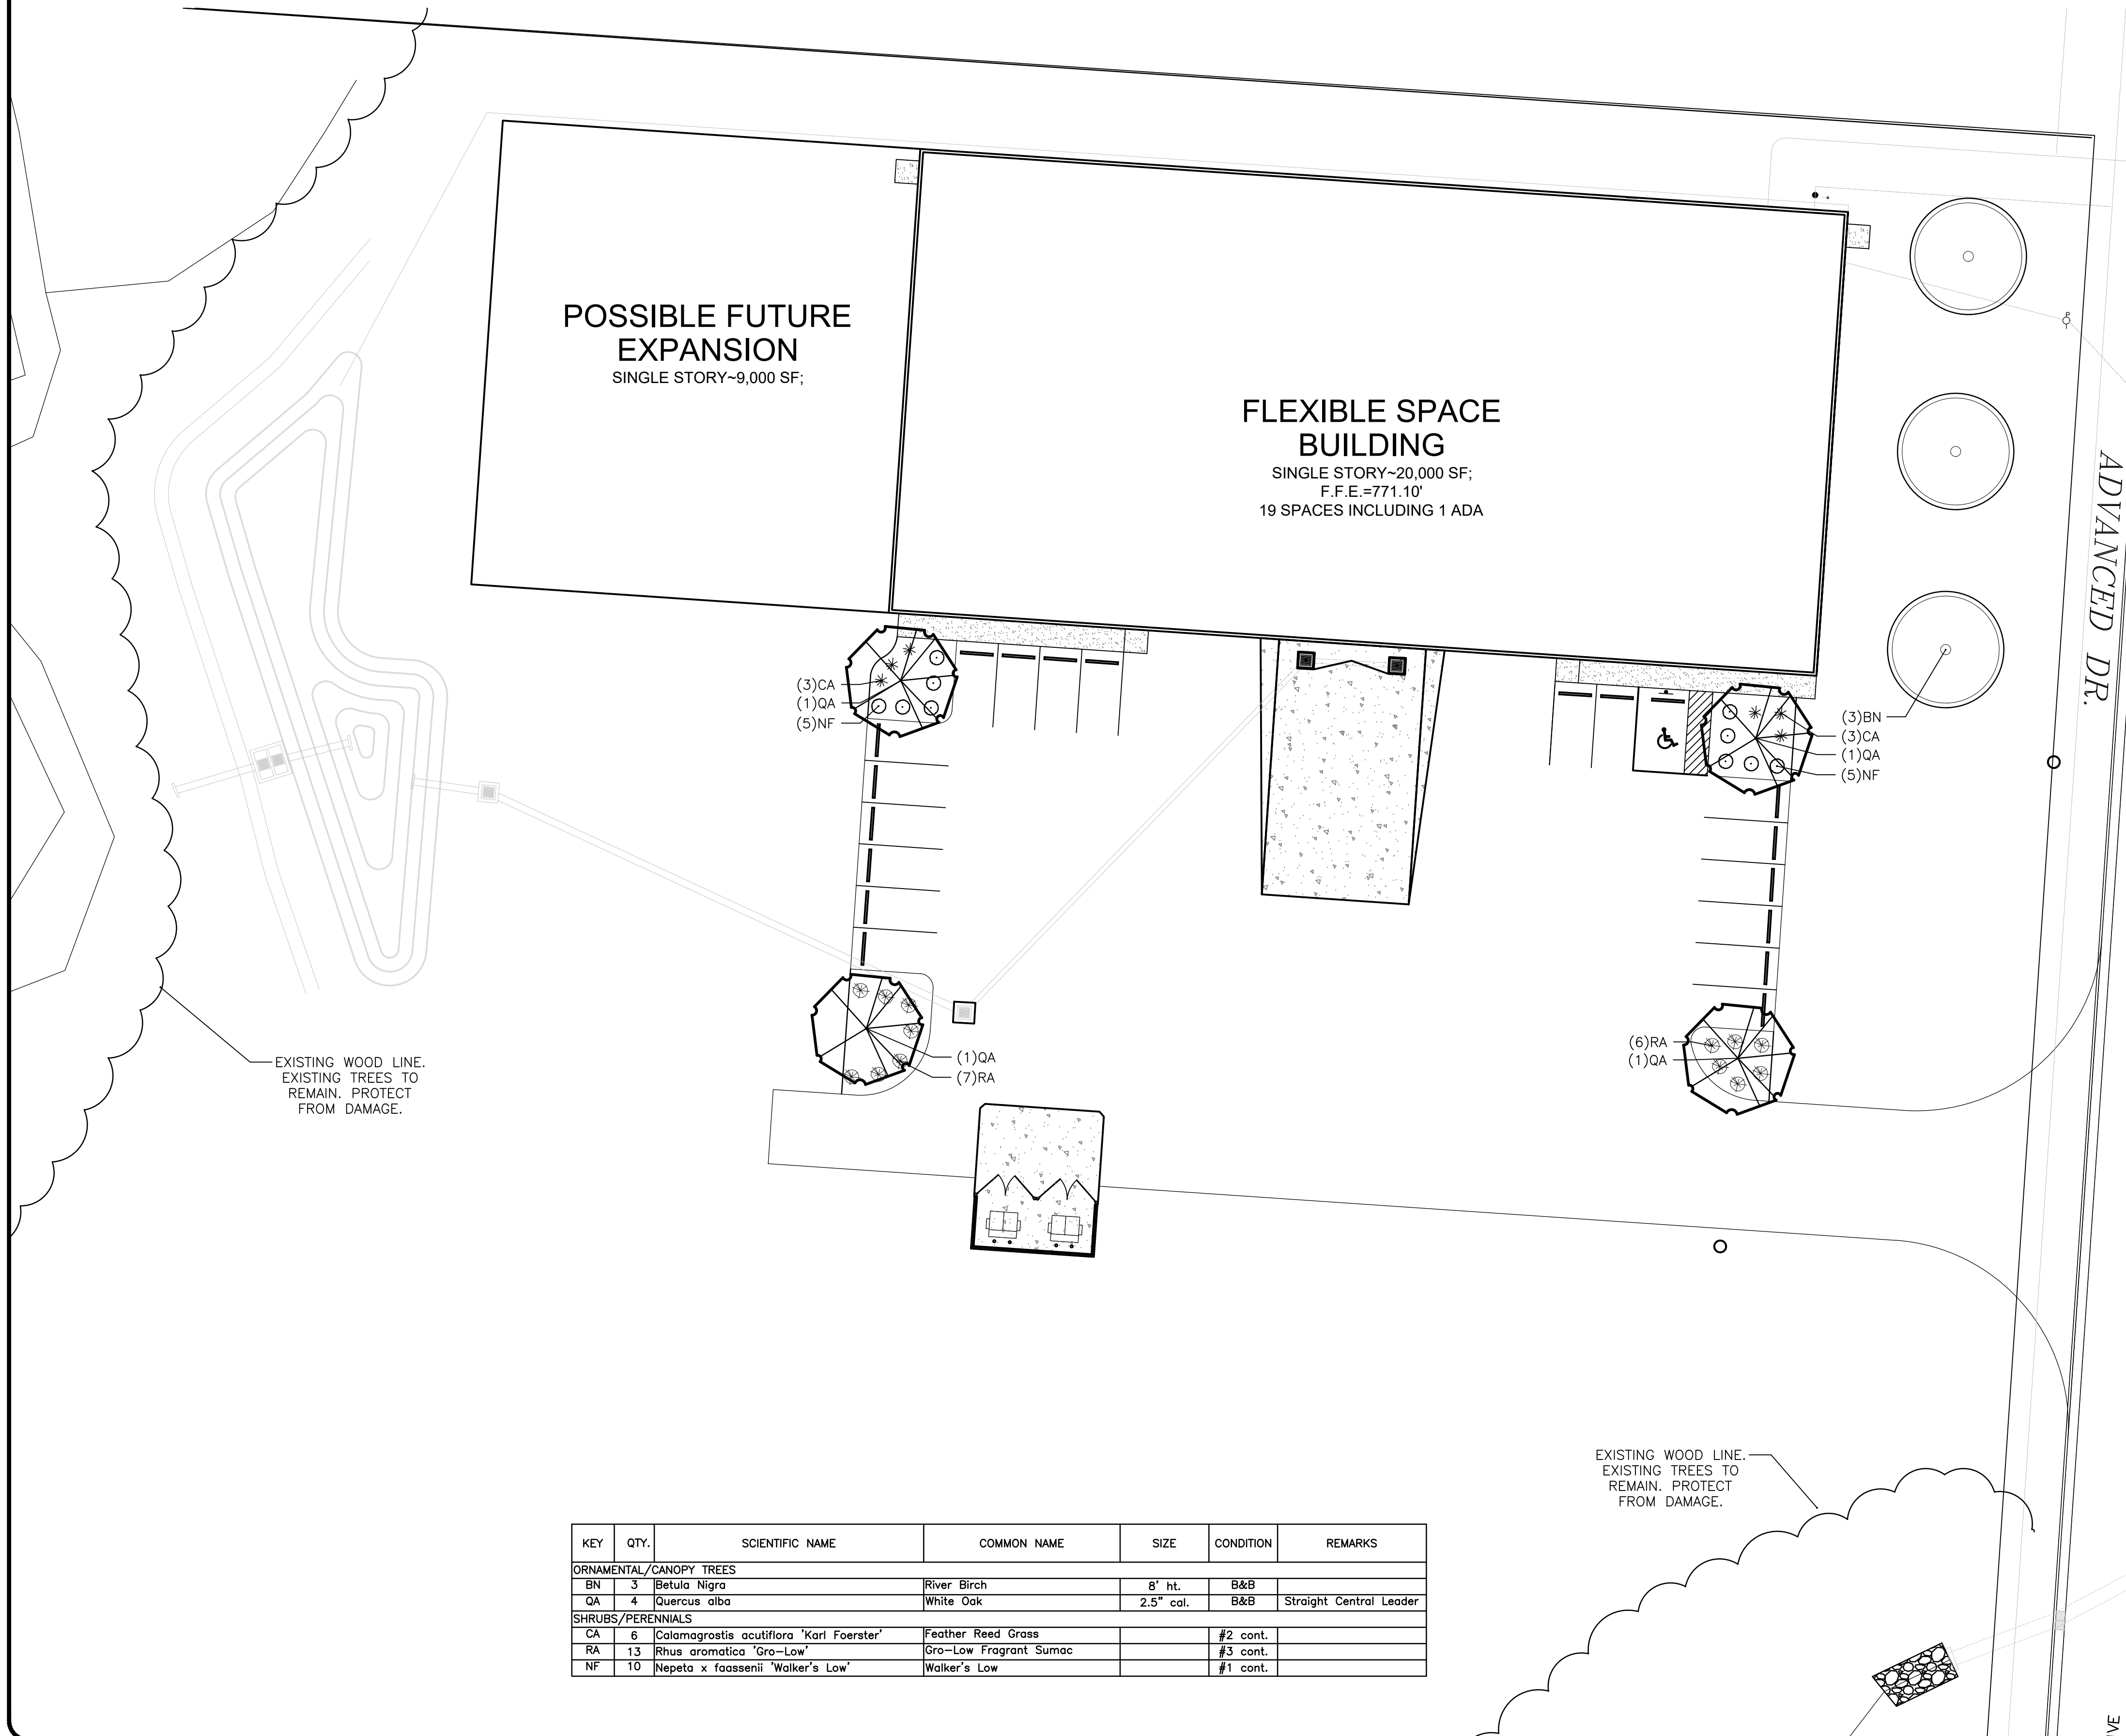 POSSIBLE FUTURE
EXPANSION
SINGLE STORY~9,000 SF;
FLEXIBLE SPACE
BUILDING
SINGLE STORY~20,000 SF;
F.F.E.=771.10'
19 SPACES INCLUDING 1 ADA
P
ADVANCED DR.
(3)CA
(1)QA
(5)NF
(3)BN
(3)CA
(1)QA
(5)NF
(1)QA
(7)RA
(6)RA
(1)QA
EXISTING WOOD LINE.
EXISTING TREES TO
REMAIN. PROTECT
FROM DAMAGE.
EXISTING WOOD LINE.
EXISTING TREES TO
REMAIN. PROTECT
FROM DAMAGE.
KEY QTY. SCIENTIFIC NAME COMMON NAME SIZE CONDITION REMARKS
ORNAMENTAL/CANOPY TREES
BN 3 Betula Nigra River Birch 8' ht. B&B
QA 4 Quercus alba White Oak 2.5" cal. B&B Straight Central Leader
SHRUBS/PERENNIALS
CA 6 Calamagrostis acutiflora 'Karl Foerster' Feather Reed Grass #2 cont.
RA 13 Rhus aromatica 'Gro-Low' Gro-Low Fragrant Sumac #3 cont.
NF 10 Nepeta x faassenii 'Walker's Low' Walker's Low #1 cont.